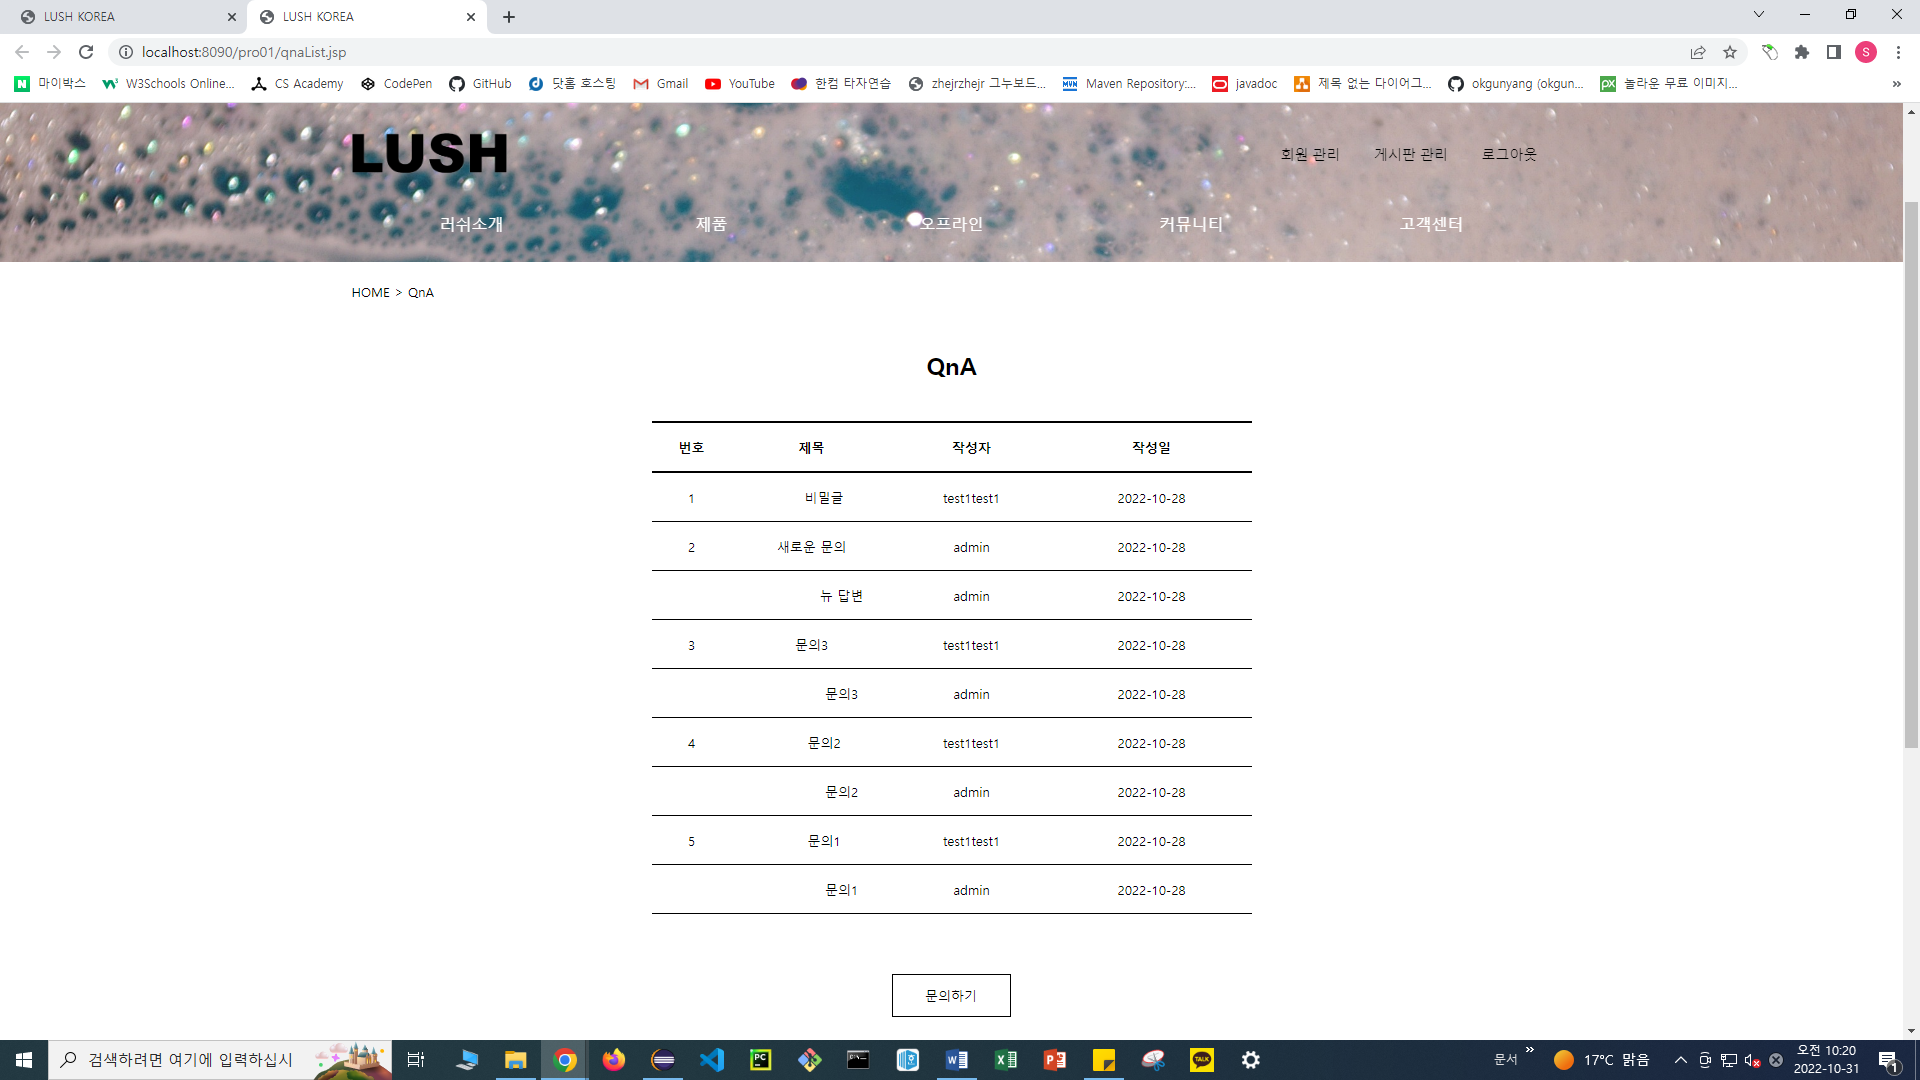 LUSH KOREA
LUSH KOREA
localhost:8090/pro01/qnaList.jsp
S
마이박스
W3Schools Online...
CS Academy
CodePen
GitHub
닷홈 호스팅
Gmail
YouTube
한컴 타자연습
zhejrzhejr 그누보드...
Maven Repository:...
javadoc
제목 없는 다이어그...
okgunyang (okgun...
놀라운 무료 이미지...
»
LUSH
회원 관리 게시판 관리 로그아웃
러쉬소개 제품 오프라인 커뮤니티 고객센터
HOME > QnA
QnA
번호 제목 작성자 작성일
1 비밀글 test1test1 2022-10-28
2 새로운 문의 admin 2022-10-28
뉴 답변 admin 2022-10-28
3 문의3 test1test1 2022-10-28
문의3 admin 2022-10-28
4 문의2 test1test1 2022-10-28
문의2 admin 2022-10-28
5 문의1 test1test1 2022-10-28
문의1 admin 2022-10-28
문의하기
검색하려면 여기에 입력하십시
문서
17°C 맑음
오전 10:20
2022-10-31
1